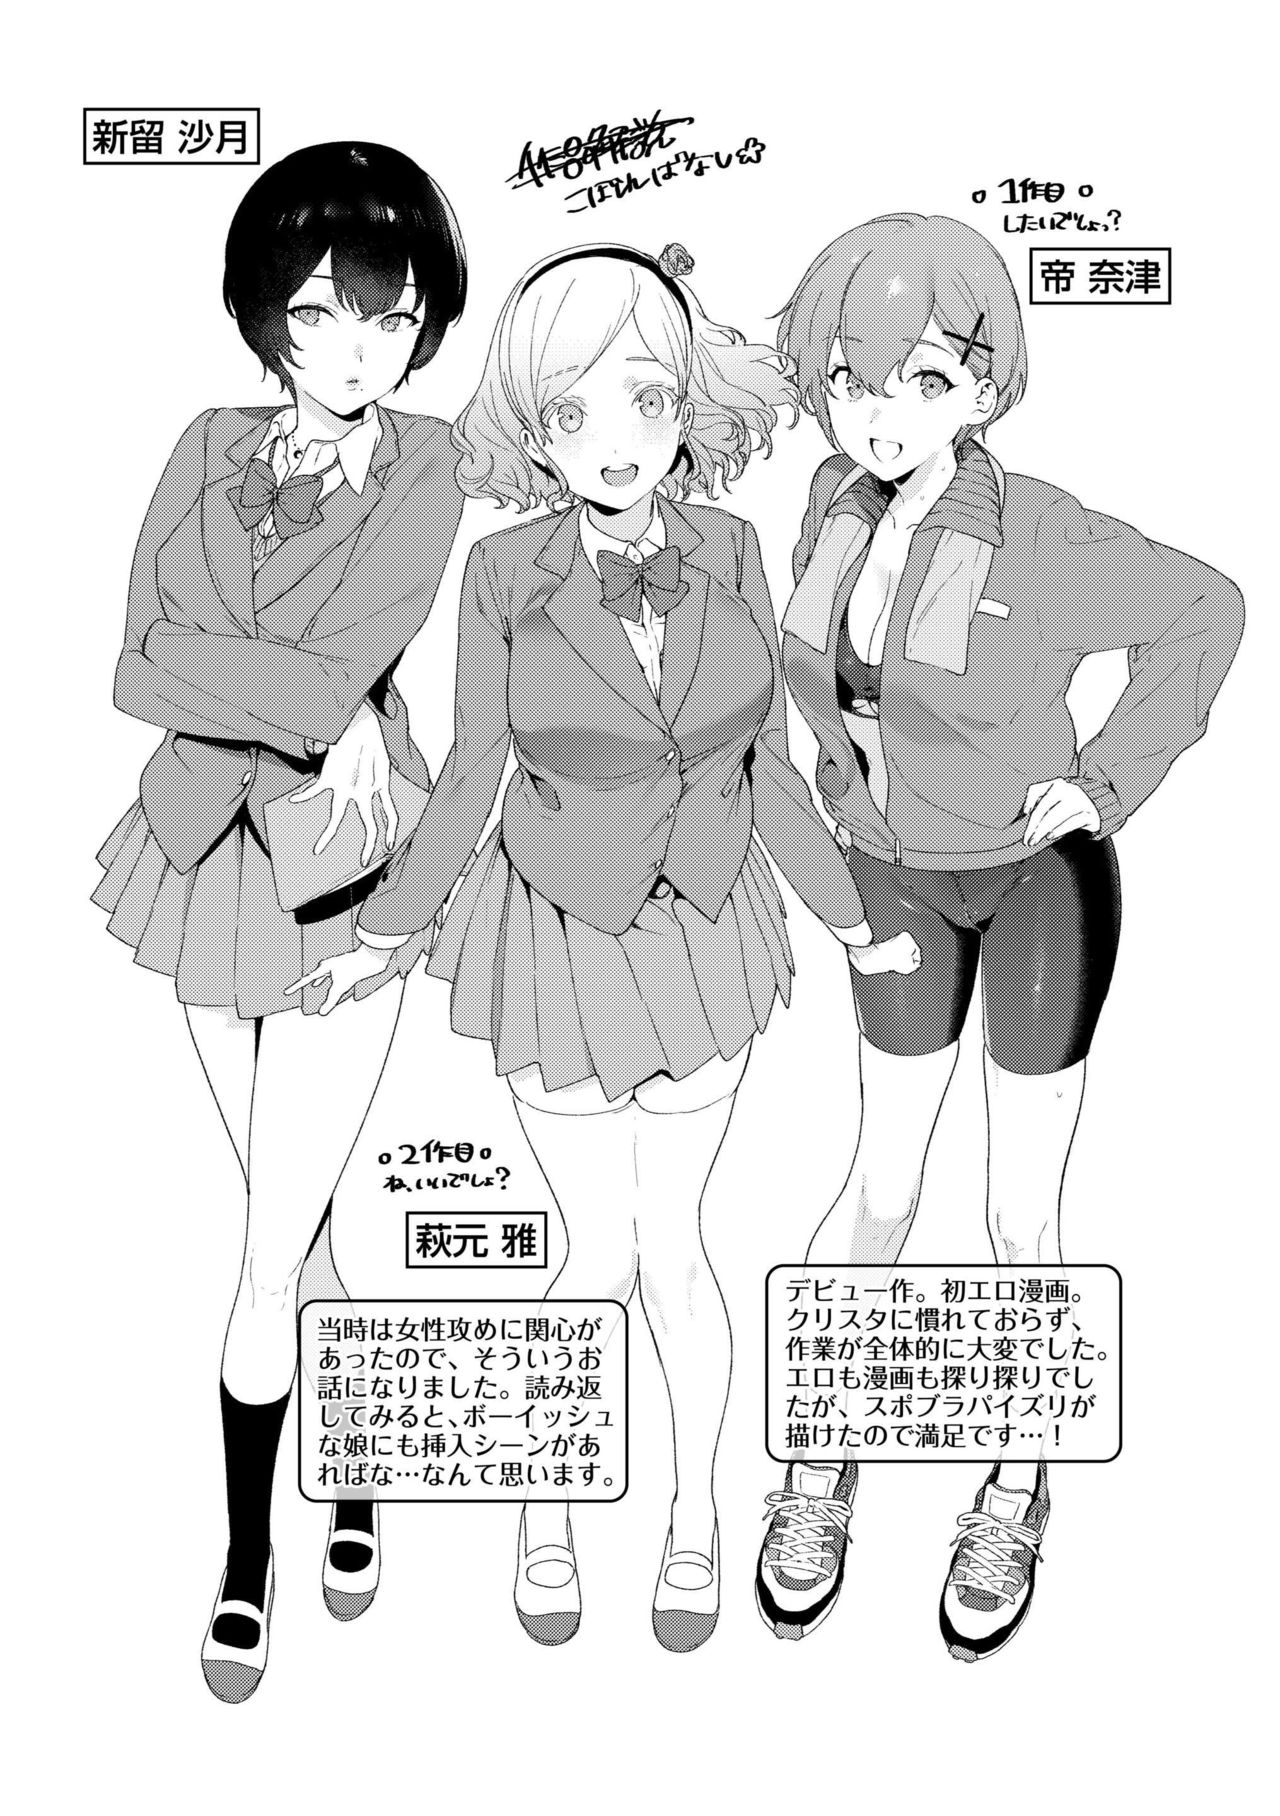 新留 沙月
こぼればなし
1作目
したいでしょっ?
帝 奈津
2作目
ね、いいでしょ?
萩元 雅
当時は女性攻めに関心が
あったので、そういうお
話になりました。読み返
してみると、ボーイッシュ
な娘にも挿入シーンがあ
ればな…なんて思います。
デビュー作。初エロ漫画。
クリスタに慣れておらず、
作業が全体的に大変でした。
エロも漫画も探り探りでし
たが、スポブラパイズリが
描けたので満足です…!